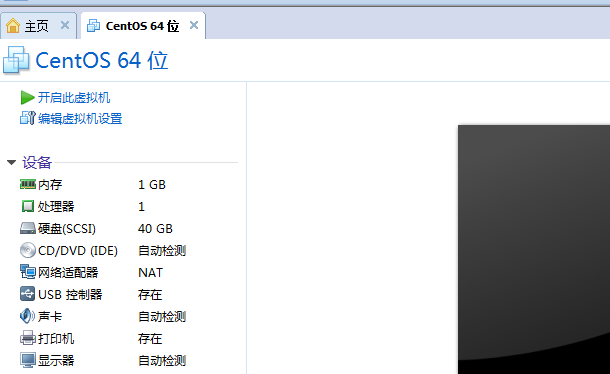 主页 CentOS 64 位
CentOS 64 位
开启此虚拟机
编辑虚拟机设置
设备
内存 1 GB
处理器 1
硬盘(SCSI) 40 GB
CD/DVD (IDE) 自动检测
网络适配器 NAT
USB 控制器 存在
声卡 自动检测
打印机 存在
显示器 自动检测